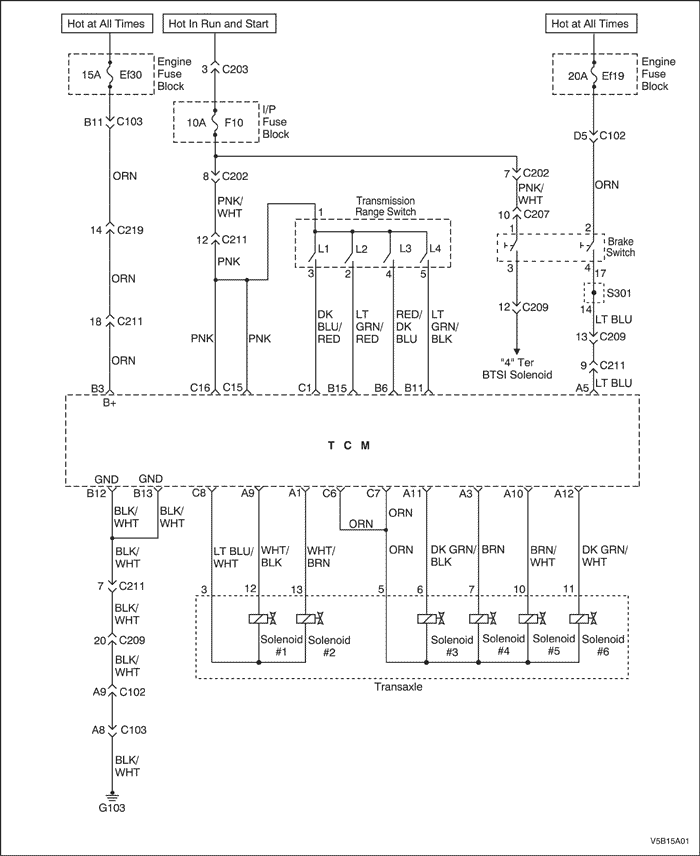 Hot at All Times
Hot In Run and Start
Hot at All Times
15A Ef30
Engine
Fuse
Block
3 C203
20A Ef19
Engine
Fuse
Block
10A F10
I/P
Fuse
Block
B11 C103
D5 C102
8 C202
7 C202
ORN
PNK/
WHT
Transmission
Range Switch
PNK/
WHT
ORN
1
10 C207
14 C219
12 C211
1
2
Brake
Switch
PNK
L1
L2
L3
L4
3
2
4
5
3
4
17
ORN
S301
14
12 C209
18 C211
DK
BLU/
RED
LT
GRN/
RED
RED/
DK
BLU
LT
GRN/
BLK
LT BLU
PNK
PNK
13 C209
ORN
"4" Ter
BTSI Solenoid
9 C211
LT BLU
B3
C16
C15
C1
B15
B6
B11
A5
B+
T C M
GND
GND
B12
B13
C8
A9
A1
C6
C7
A11
A3
A10
A12
BLK/
WHT
BLK/
WHT
ORN
ORN
BLK/
WHT
LT BLU/
WHT
WHT/
BLK
WHT/
BRN
ORN
DK GRN/
BLK
BRN
BRN/
WHT
DK GRN/
WHT
7 C211
3
12
13
5
6
7
10
11
BLK/
WHT
Solenoid
#1
Solenoid
#2
Solenoid
#3
Solenoid
#4
Solenoid
#5
Solenoid
#6
20 C209
BLK/
WHT
Transaxle
A9 C102
BLK/
WHT
A8 C103
BLK/
WHT
G103
V5B15A01